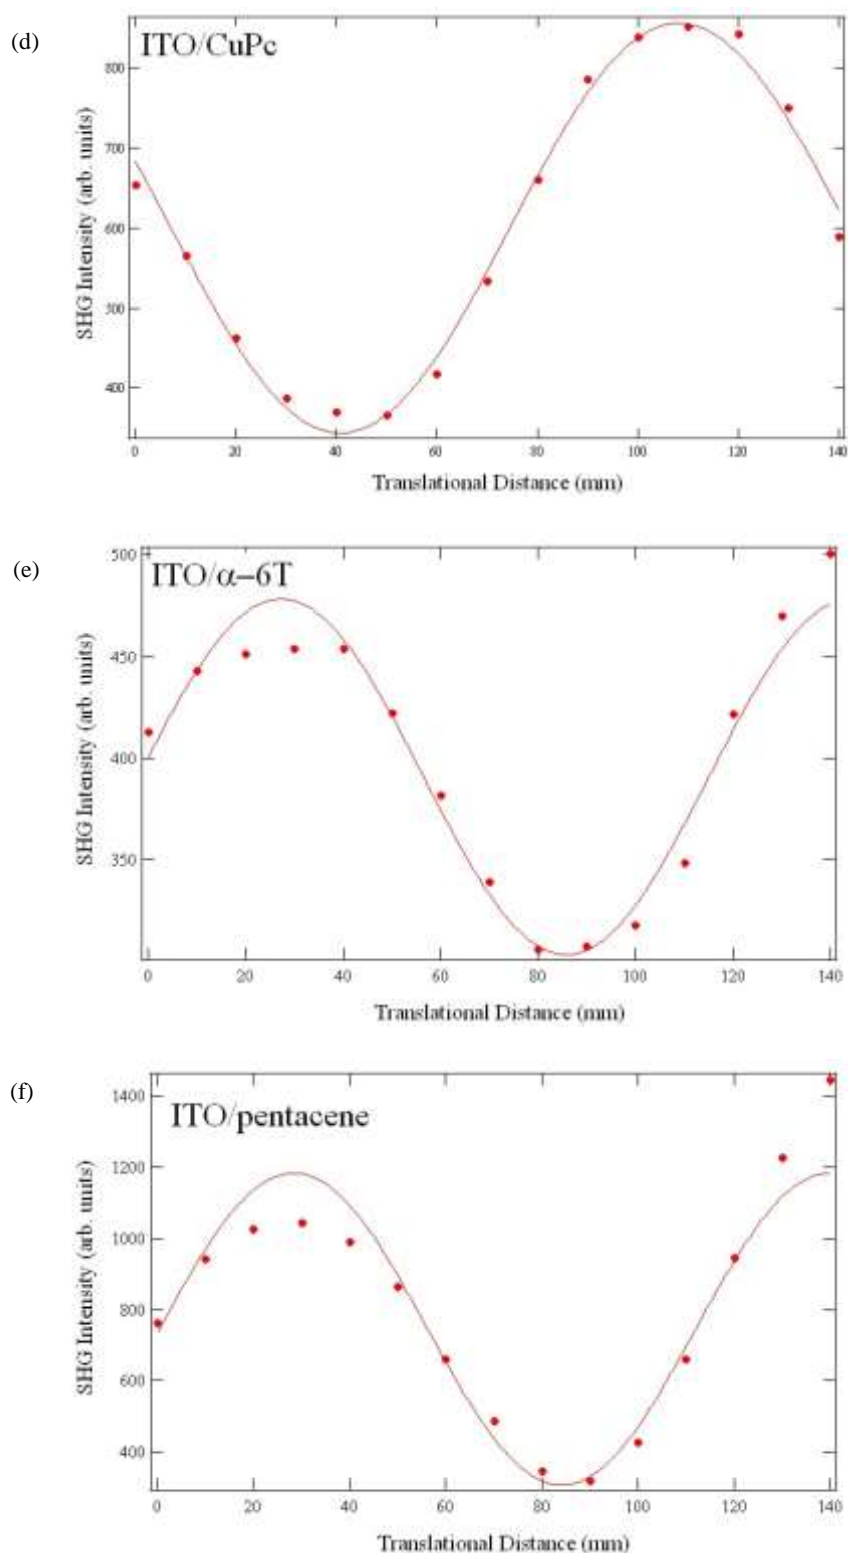 (d)
ITO/CuPc
800
700
600
500
400
SHG Intensity (arb. units)
0 20 40 60 80 100 120 140
Translational Distance (mm)
(e)
ITO/α−6T
500
450
400
350
SHG Intensity (arb. units)
0 20 40 60 80 100 120 140
Translational Distance (mm)
(f)
ITO/pentacene
1400
1200
1000
800
600
400
SHG Intensity (arb. units)
0 20 40 60 80 100 120 140
Translational Distance (mm)